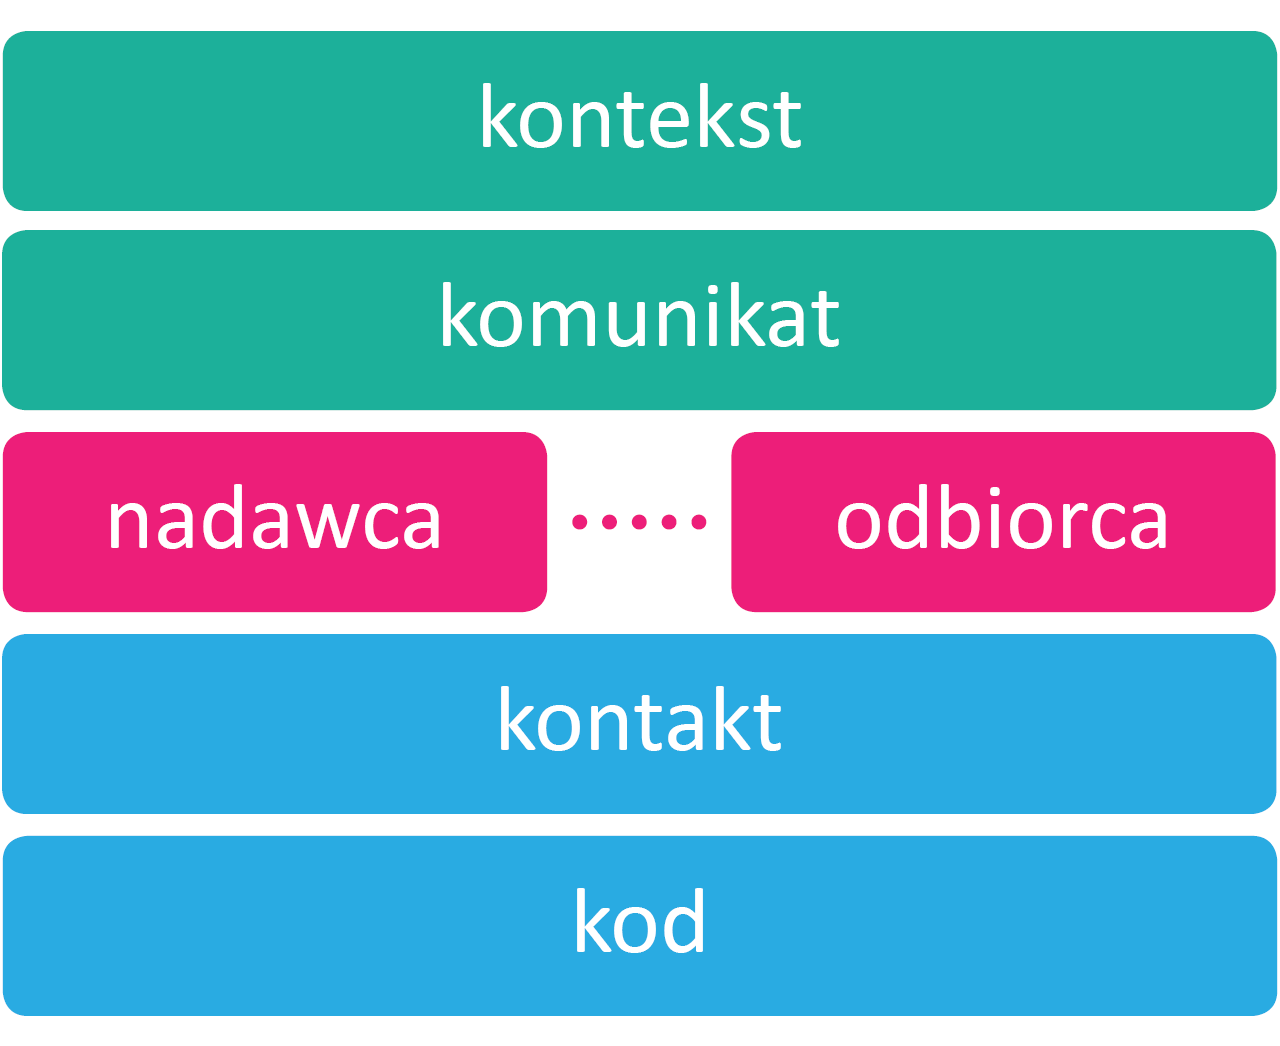 kontekst
komunikat
nadawca ..... odbiorca
kontakt
kod